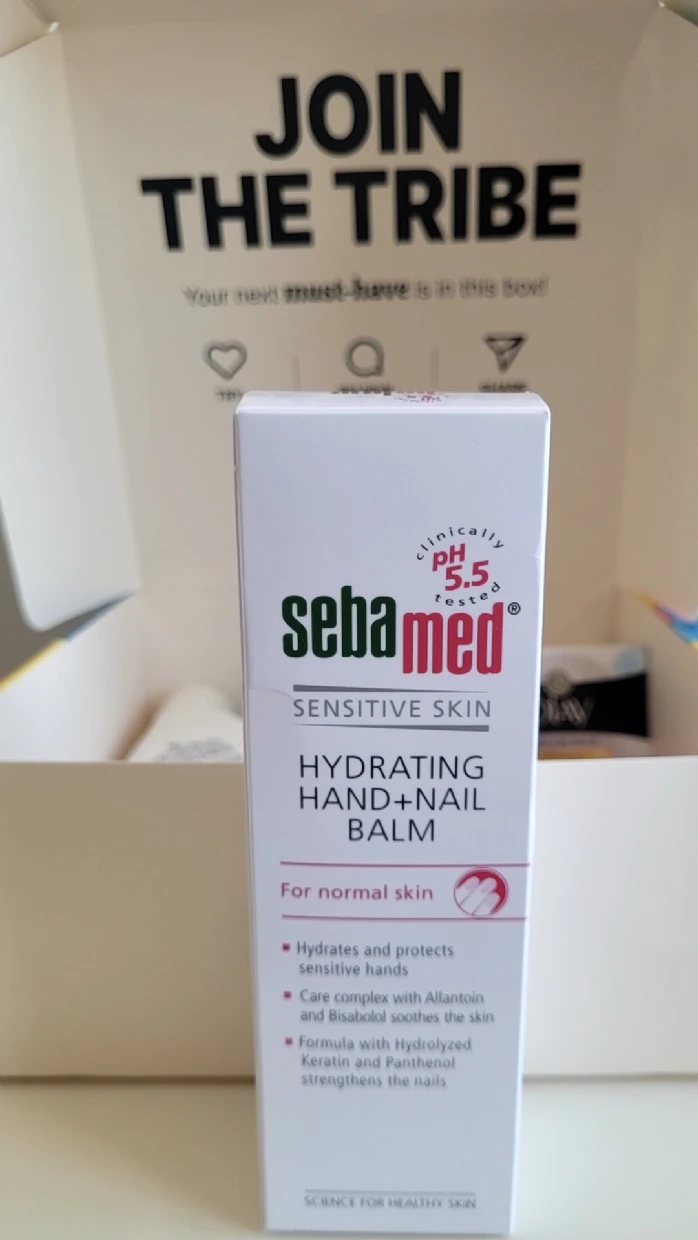 JOIN
THE TRIBE
Your next must-have is in this box!
TRY
clinically
pH
5.5
tested
sebamed®
SENSITIVE SKIN
HYDRATING
HAND+NAIL
BALM
For normal skin
Hydrates and protects
sensitive hands
Care complex with Allantoin
and Bisabolol soothes the skin
Formula with Hydrolyzed
Keratin and Panthenol
strengthens the nails
SCIENCE FOR HEALTHY SKIN